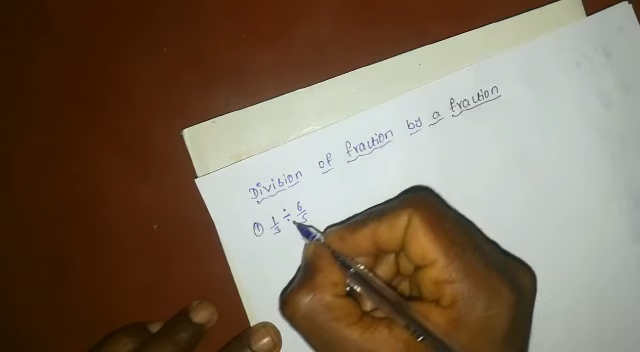 Division of fraction by a fraction
① 1/3 ÷ 6/5